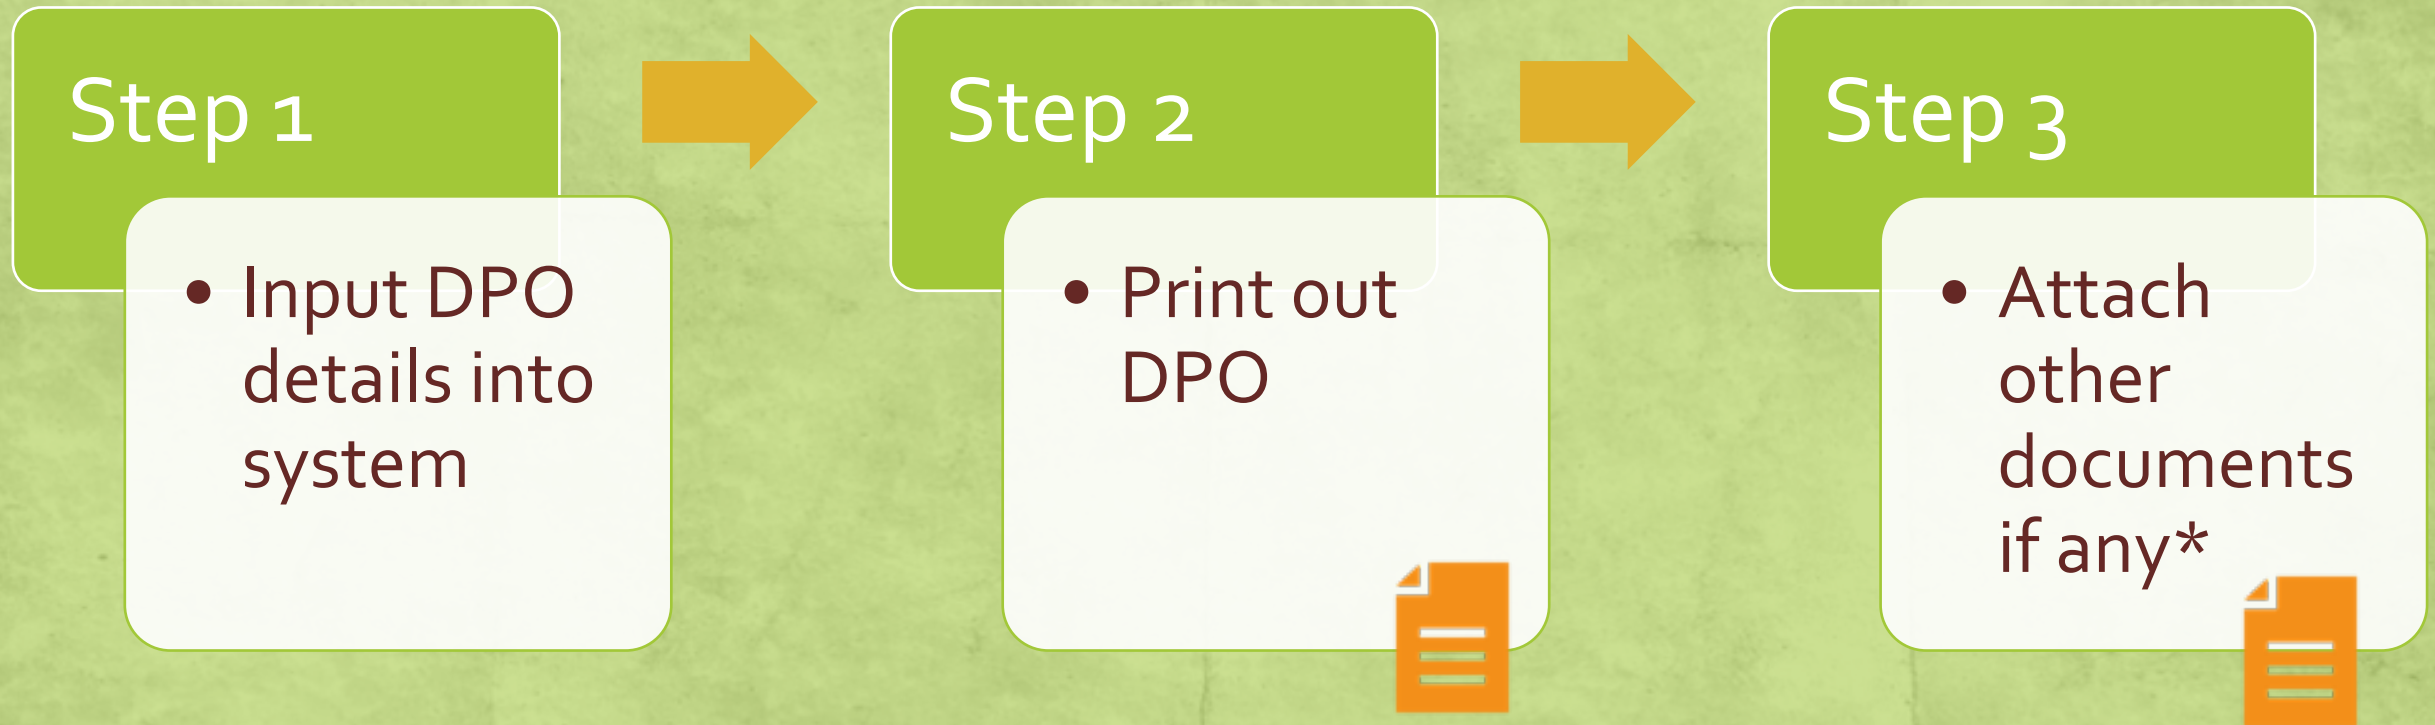 Step 1
• Input DPO
details into
system
Step 2
• Print out
DPO
Step 3
• Attach
other
documents
if any*